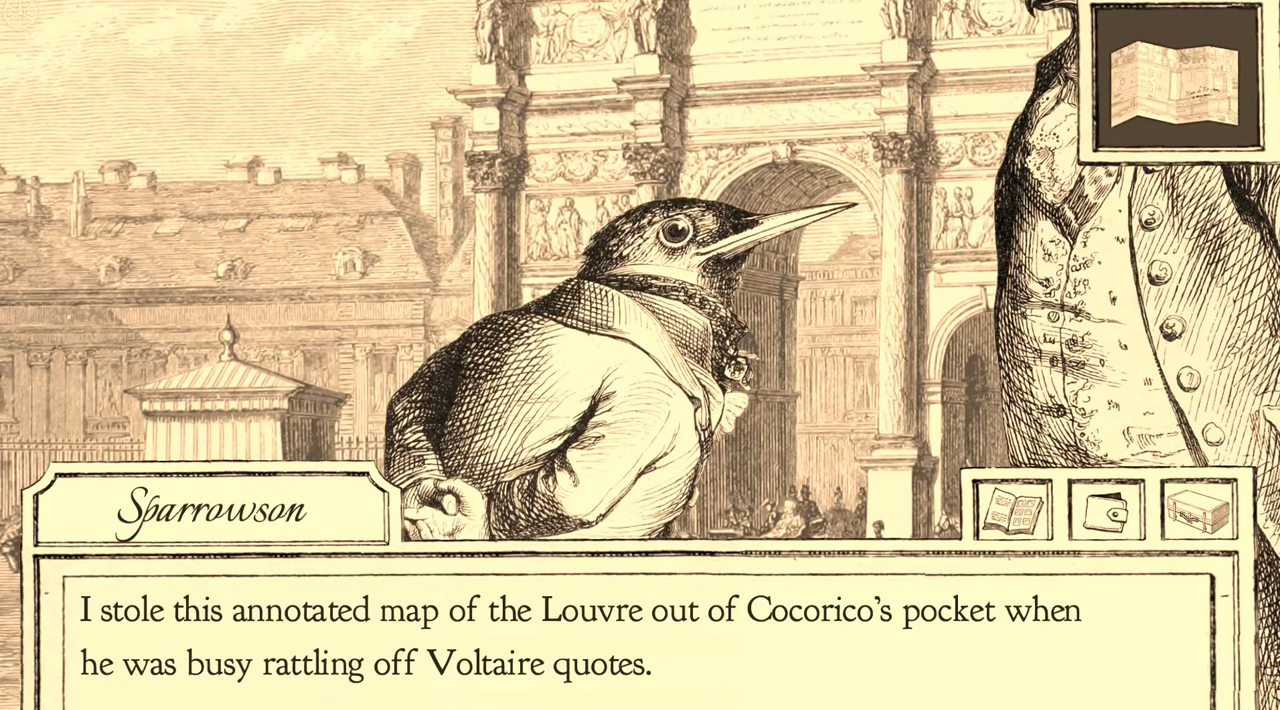 Sparrowson
I stole this annotated map of the Louvre out of Cocorico's pocket when
he was busy rattling off Voltaire quotes.